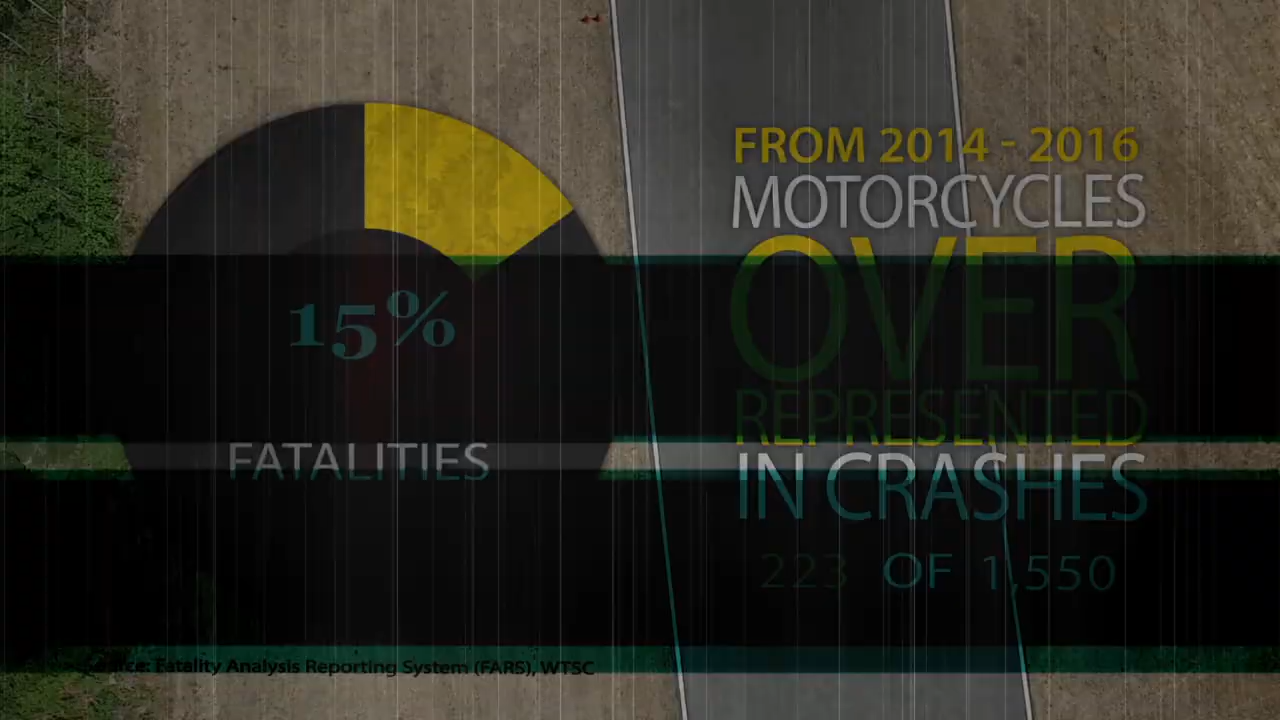 15%
FATALITIES
FROM 2014 - 2016
MOTORCYCLES
OVER
REPRESENTED
IN CRASHES
223 OF 1,550
Source: Fatality Analysis Reporting System (FARS), WTSC